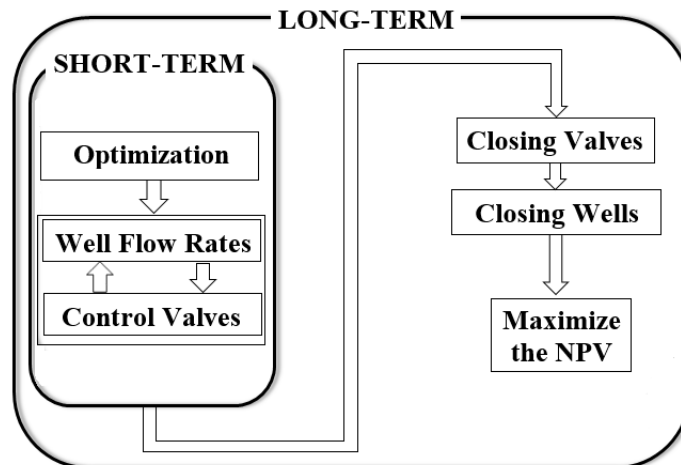 LONG-TERM
SHORT-TERM
Optimization
Well Flow Rates
Control Valves
Closing Valves
Closing Wells
Maximize
the NPV